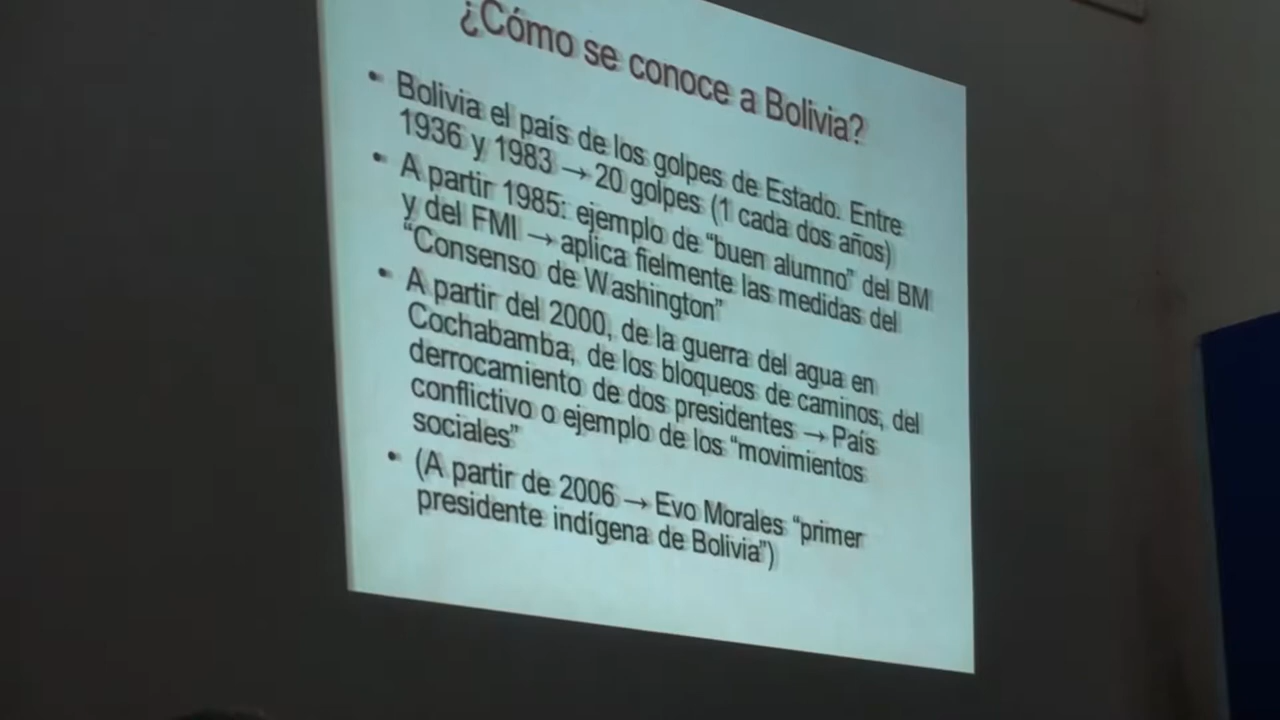 ¿Cómo se conoce a Bolivia?
• Bolivia el país de los golpes de Estado. Entre
1936 y 1983 → 20 golpes (1 cada dos años)
• A partir 1985: ejemplo de “buen alumno” del BM
y del FMI → aplica fielmente las medidas del
“Consenso de Washington”
• A partir del 2000, de la guerra del agua en
Cochabamba, de los bloqueos de caminos, del
derrocamiento de dos presidentes → País
conflictivo o ejemplo de los “movimientos
sociales”
• (A partir de 2006 → Evo Morales “primer
presidente indígena de Bolivia”)